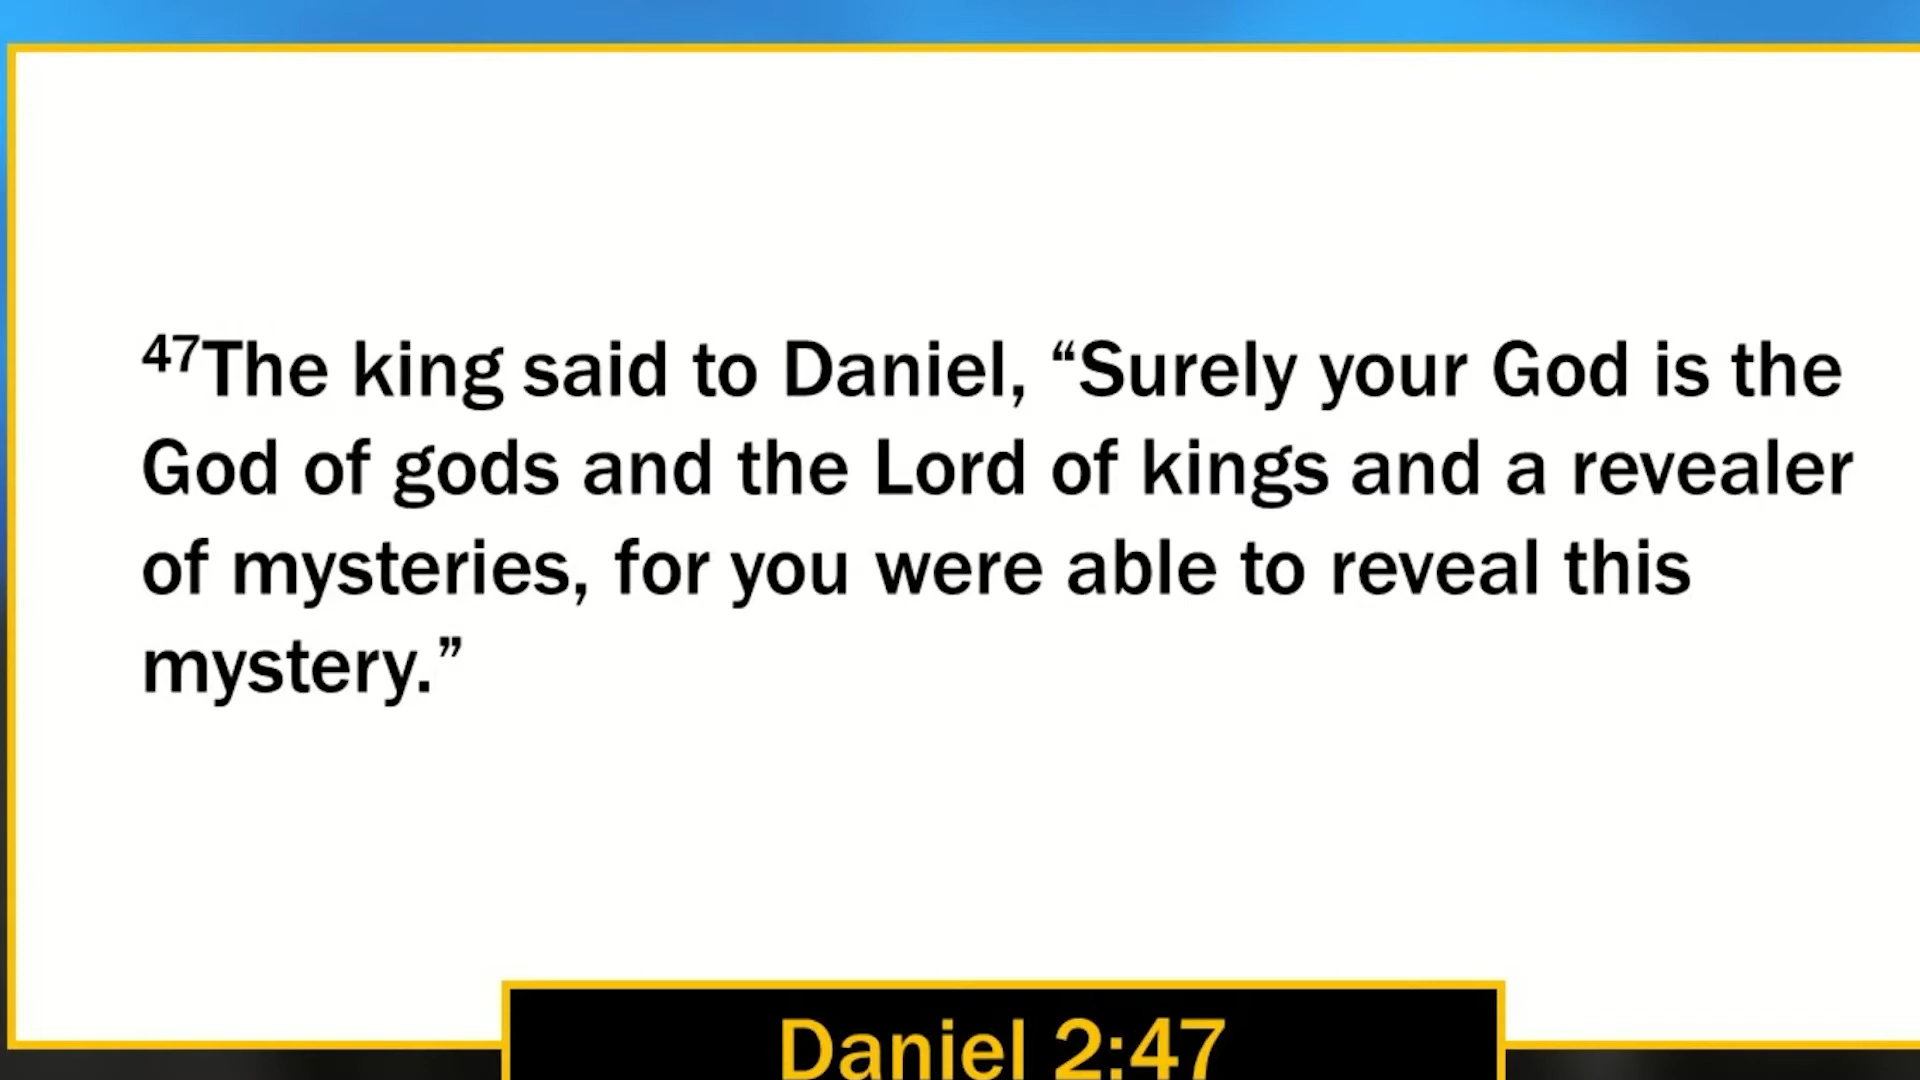 47The king said to Daniel, “Surely your God is the
God of gods and the Lord of kings and a revealer
of mysteries, for you were able to reveal this
mystery.”
Daniel 2:47